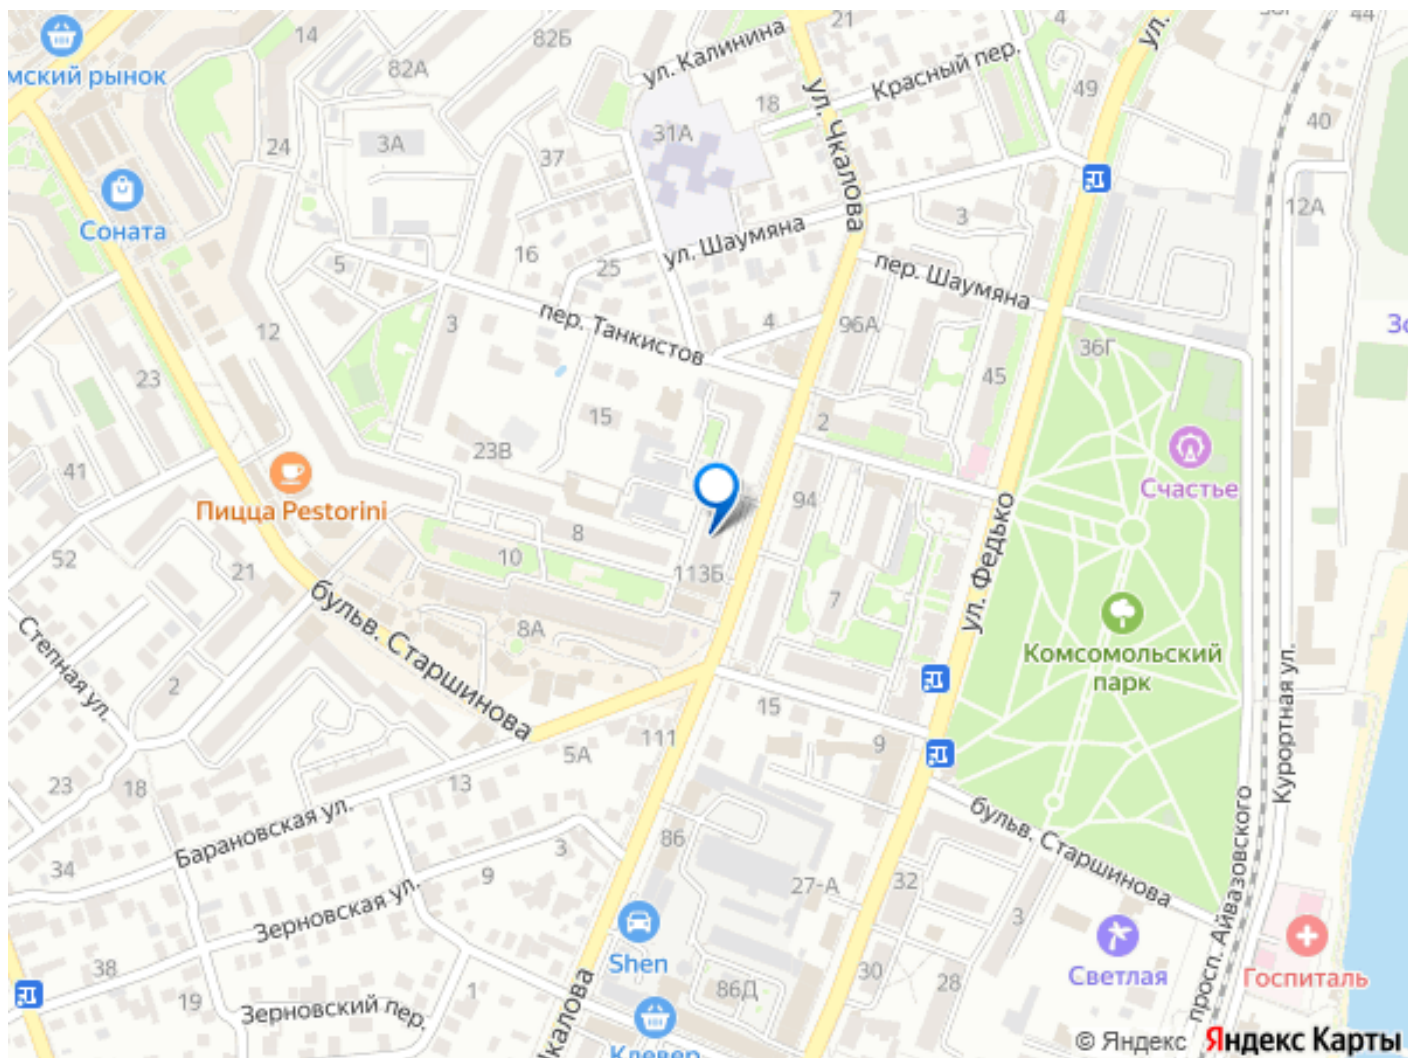 21
4
44
14
82Б
ул. Калинина
ул.
мский рынок
82А
Красный пер.
49
18
ул. Чкалова
40
31А
3А
24
37
Соната
3
12А
ул. Шаумяна
16
25
5
пер. Шаумяна
пер. Танкистов
4
96А
3
12
36Г
23
45
15
2
23В
41
Счастье
Пицца Pestorini
94
ул. Федько
8
10
52
21
113Б
7
бульв. Старшинова
8А
Комсомольский
парк
Степная ул.
2
15
Курортная ул.
111
5А
9
13
23
18
Барановская ул.
бульв. Старшинова
86
3
34
9
27-А
32
Зерновская ул.
3
просп. Айвазовского
Shen
Светлая
Госпиталь
38
30
28
19
1
86Д
Зерновский пер.
Чкалова
Клевер
© Яндекс Яндекс Карты